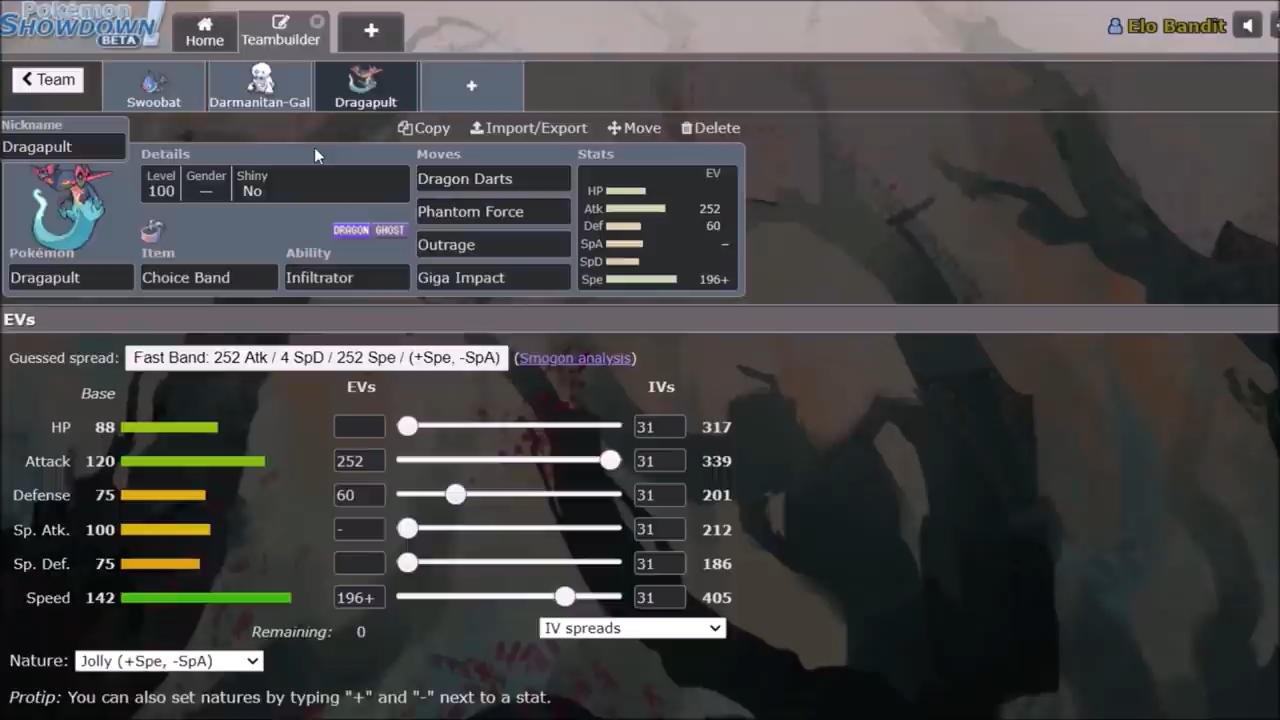 Pokémon
SHOWDOWN!
BETA
Home
Teambuilder
+
Elo Bandit
Team
Swoobat
Darmanitan-Gal
Dragapult
+
Nickname
Dragapult
Copy
Import/Export
Move
Delete
Details
Level Gender Shiny
100 — No
DRAGON GHOST
Pokémon
Dragapult
Item
Choice Band
Ability
Infiltrator
Moves
Dragon Darts
Phantom Force
Outrage
Giga Impact
Stats
EV
HP
Atk 252
Def 60
SpA –
SpD
Spe 196+
EVs
Guessed spread: Fast Band: 252 Atk / 4 SpD / 252 Spe / (+Spe, -SpA) (Smogon analysis)
Base EVs IVs
HP 88 31 317
Attack 120 252 31 339
Defense 75 60 31 201
Sp. Atk. 100 - 31 212
Sp. Def. 75 31 186
Speed 142 196+ 31 405
Remaining: 0
IV spreads
Nature: Jolly (+Spe, -SpA)
Protip: You can also set natures by typing "+" and "-" next to a stat.